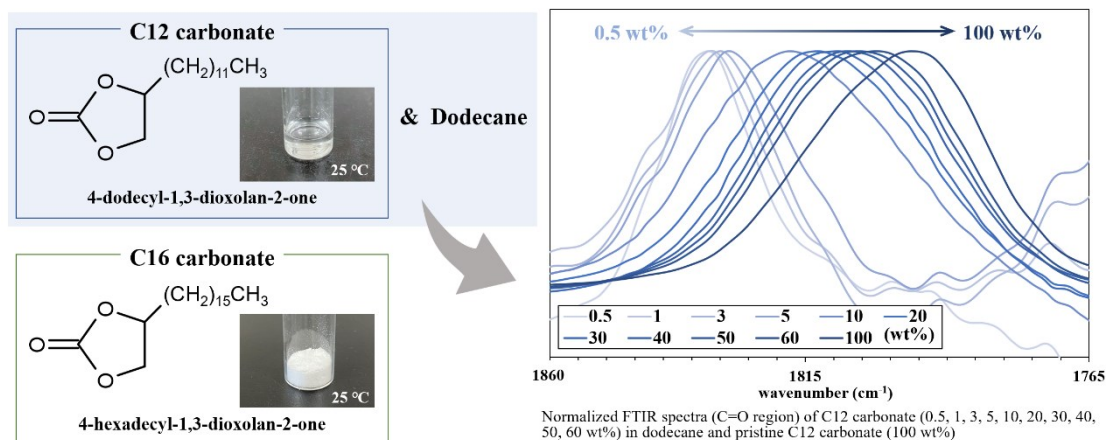 C12 carbonate
(CH₂)₁₁CH₃
O
O
O
25 ℃
4-dodecyl-1,3-dioxolan-2-one
& Dodecane
C16 carbonate
(CH₂)₁₅CH₃
O
O
O
25 ℃
4-hexadecyl-1,3-dioxolan-2-one
0.5 wt% 100 wt%
0.5 1 3 5 10 20
30 40 50 60 100 (wt%)
1860 1815 1765
wavenumber (cm⁻¹)
Normalized FTIR spectra (C=O region) of C12 carbonate (0.5, 1, 3, 5, 10, 20, 30, 40,
50, 60 wt%) in dodecane and pristine C12 carbonate (100 wt%)